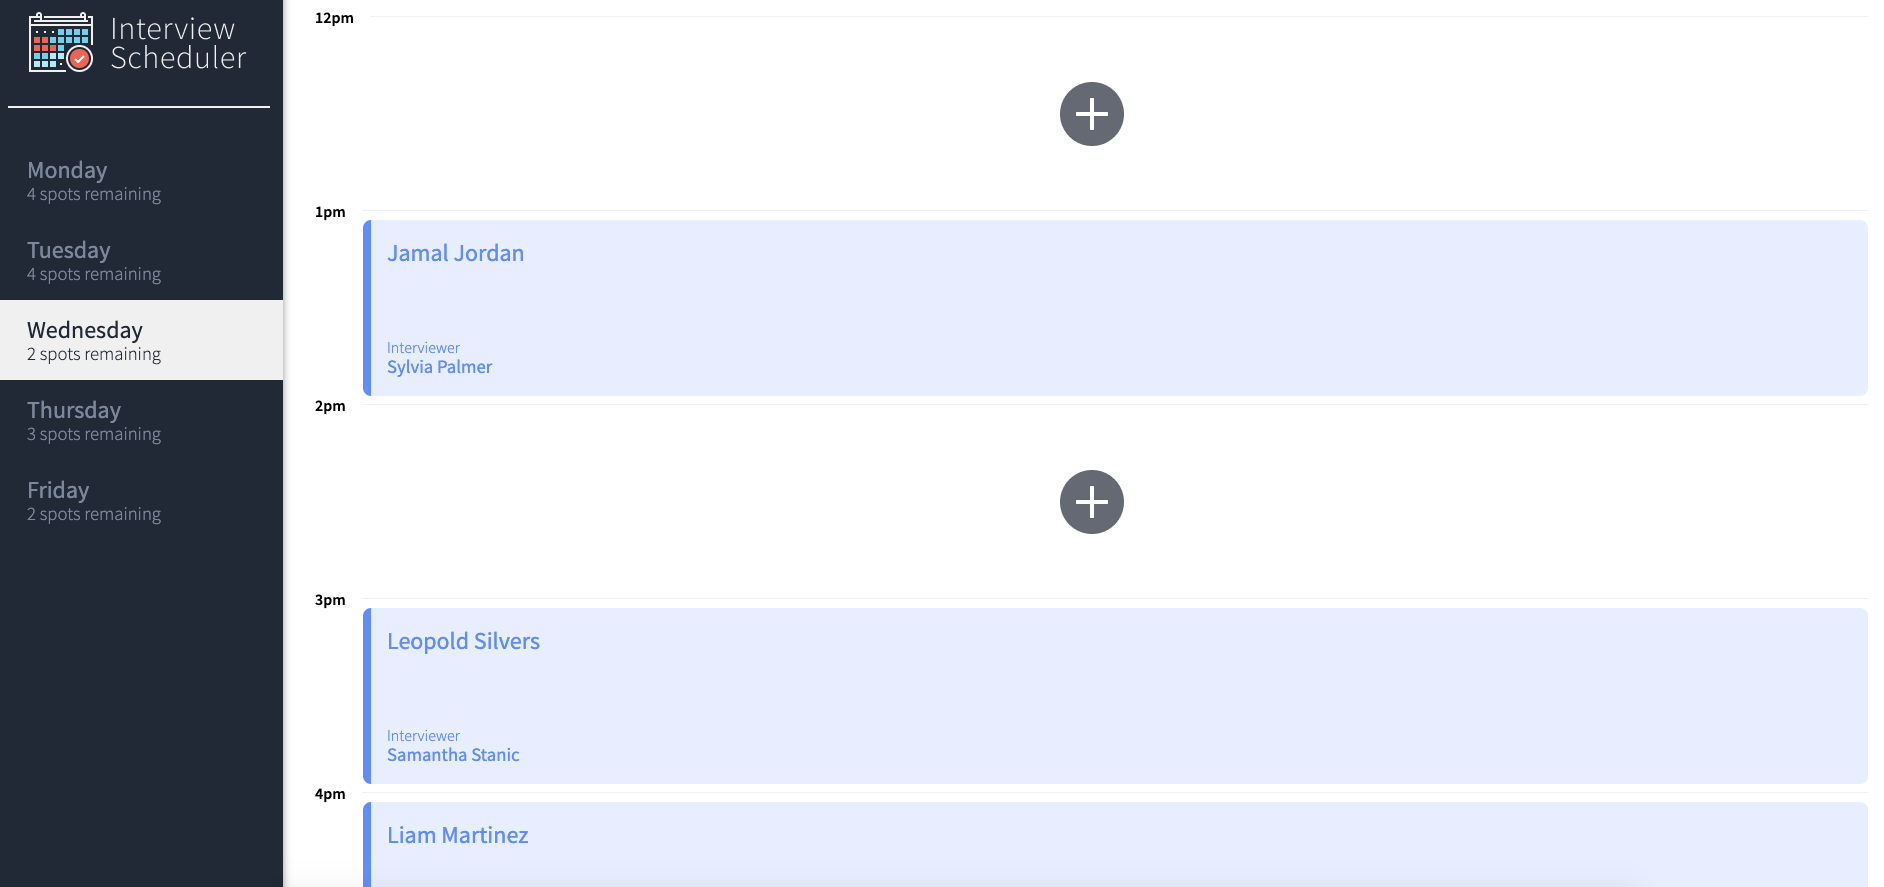 Interview
Scheduler
Monday
4 spots remaining
Tuesday
4 spots remaining
Wednesday
2 spots remaining
Thursday
3 spots remaining
Friday
2 spots remaining
12pm
1pm
Jamal Jordan
Interviewer
Sylvia Palmer
2pm
3pm
Leopold Silvers
Interviewer
Samantha Stanic
4pm
Liam Martinez